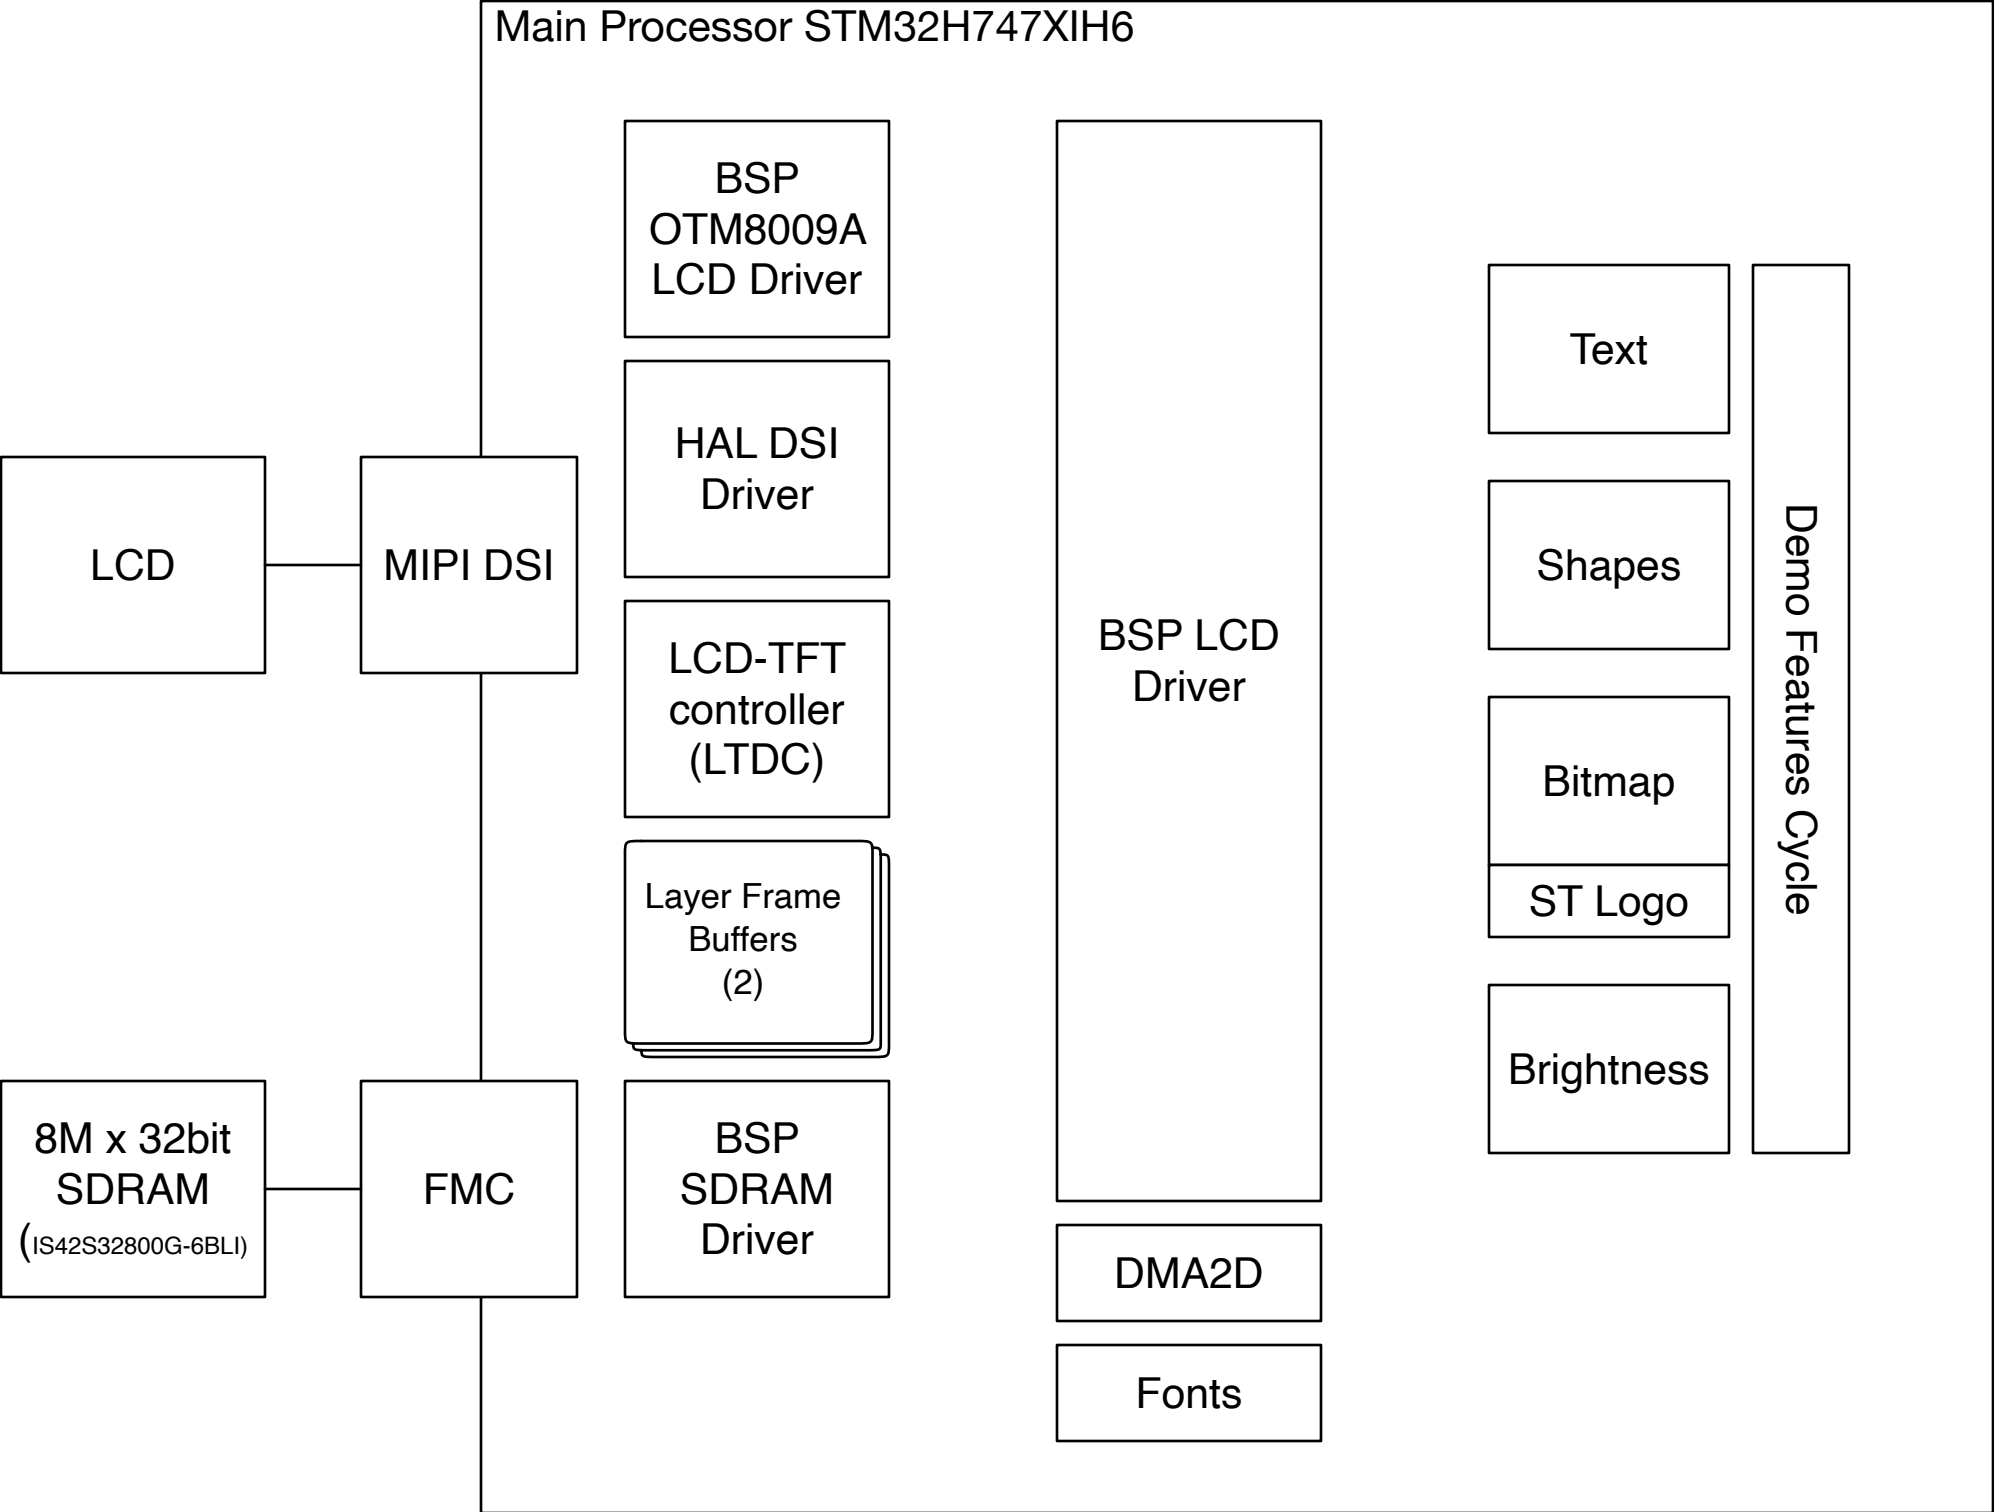 Main Processor STM32H747XIH6
BSP
OTM8009A
LCD Driver
HAL DSI
Driver
LCD
MIPI DSI
LCD-TFT
controller
(LTDC)
Layer Frame
Buffers
(2)
8M x 32bit
SDRAM
(IS42S32800G-6BLI)
FMC
BSP
SDRAM
Driver
BSP LCD
Driver
DMA2D
Fonts
Text
Shapes
Bitmap
ST Logo
Brightness
Demo Features Cycle